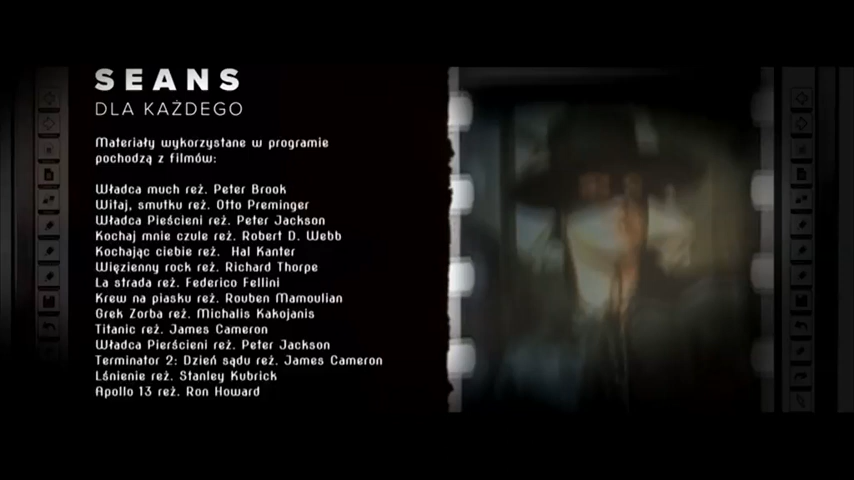 SEANS
DLA KAŻDEGO
Materiały wykorzystane w programie
pochodzą z filmów:
Władca much reż. Peter Brook
Witaj, smutku reż. Otto Preminger
Władca Pieścieni reż. Peter Jackson
Kochaj mnie czule reż. Robert D. Webb
Kochając ciebie reż. Hal Kanter
Więzienny rock reż. Richard Thorpe
La strada reż. Federico Fellini
Krew na piasku reż. Rouben Mamoulian
Grek Zorba reż. Michalis Kakojanis
Titanic reż. James Cameron
Władca Pierścieni reż. Peter Jackson
Terminator 2: Dzień sądu reż. James Cameron
Lśnienie reż. Stanley Kubrick
Apollo 13 reż. Ron Howard